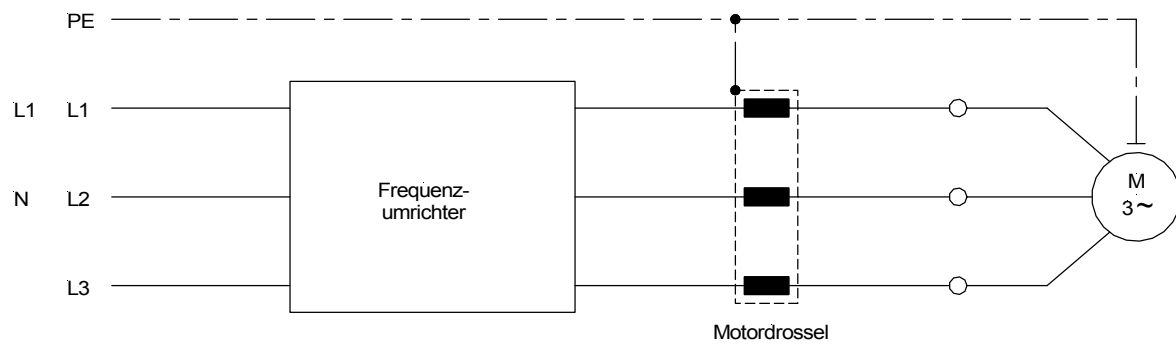 PE
L1 L1
N L2
L3
Frequenz-
umrichter
Motordrossel
M
3~